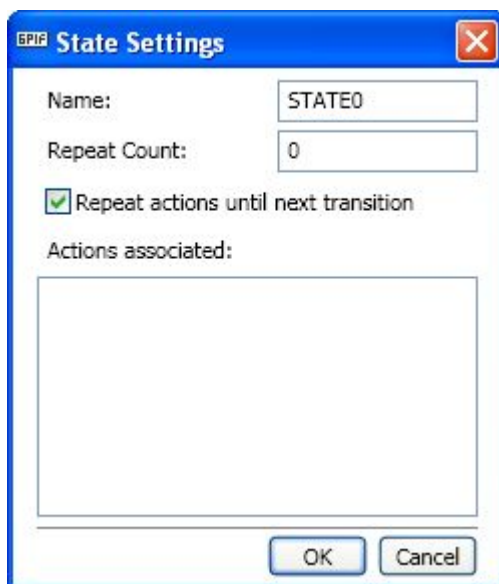 GPIF State Settings
Name: STATE0
Repeat Count: 0
Repeat actions until next transition
Actions associated:
OK Cancel